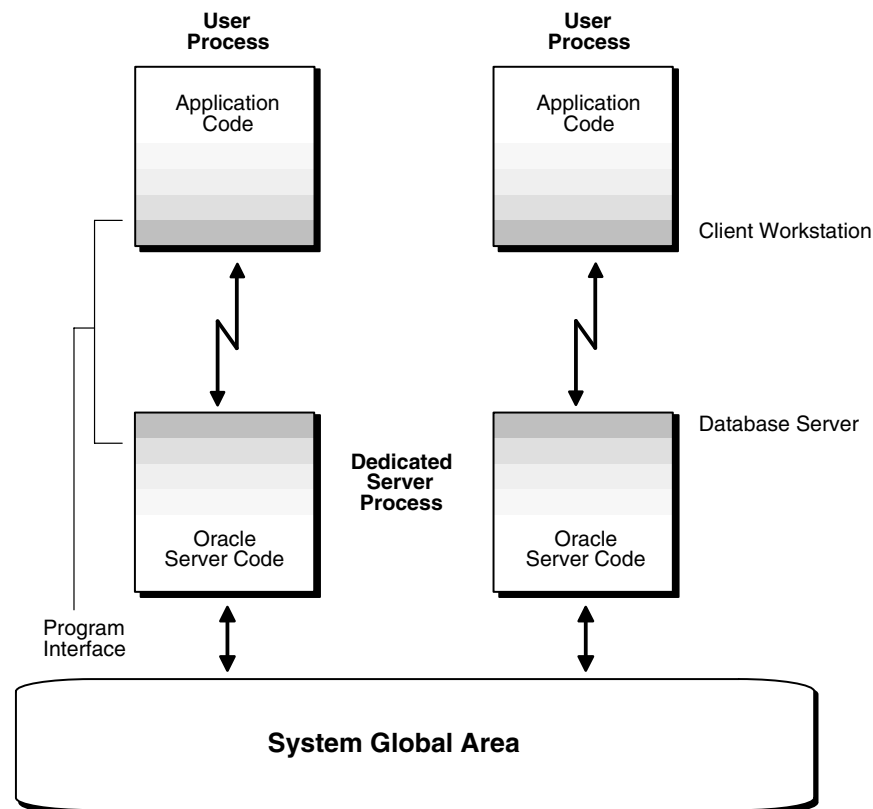 User
Process
User
Process
Application
Code
Application
Code
Client Workstation
Database Server
Dedicated
Server
Process
Oracle
Server Code
Oracle
Server Code
Program
Interface
System Global Area